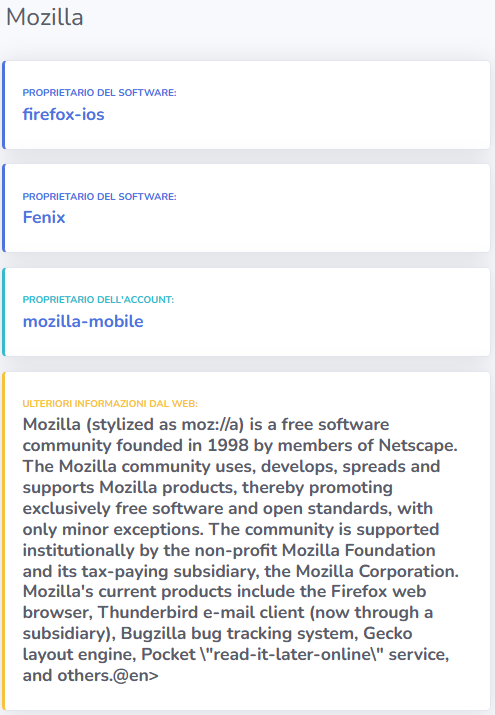 Mozilla
PROPRIETARIO DEL SOFTWARE:
firefox-ios
PROPRIETARIO DEL SOFTWARE:
Fenix
PROPRIETARIO DELL'ACCOUNT:
mozilla-mobile
ULTERIORI INFORMAZIONI DAL WEB:
Mozilla (stylized as moz://a) is a free software
community founded in 1998 by members of Netscape.
The Mozilla community uses, develops, spreads and
supports Mozilla products, thereby promoting
exclusively free software and open standards, with
only minor exceptions. The community is supported
institutionally by the non-profit Mozilla Foundation
and its tax-paying subsidiary, the Mozilla Corporation.
Mozilla's current products include the Firefox web
browser, Thunderbird e-mail client (now through a
subsidiary), Bugzilla bug tracking system, Gecko
layout engine, Pocket \"read-it-later-online\" service,
and others.@en>